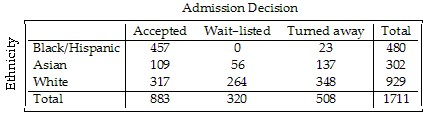 Admission Decision
Accepted Wait–listed Turned away Total
Ethnicity
Black/Hispanic 457 0 23 480
Asian 109 56 137 302
White 317 264 348 929
Total 883 320 508 1711